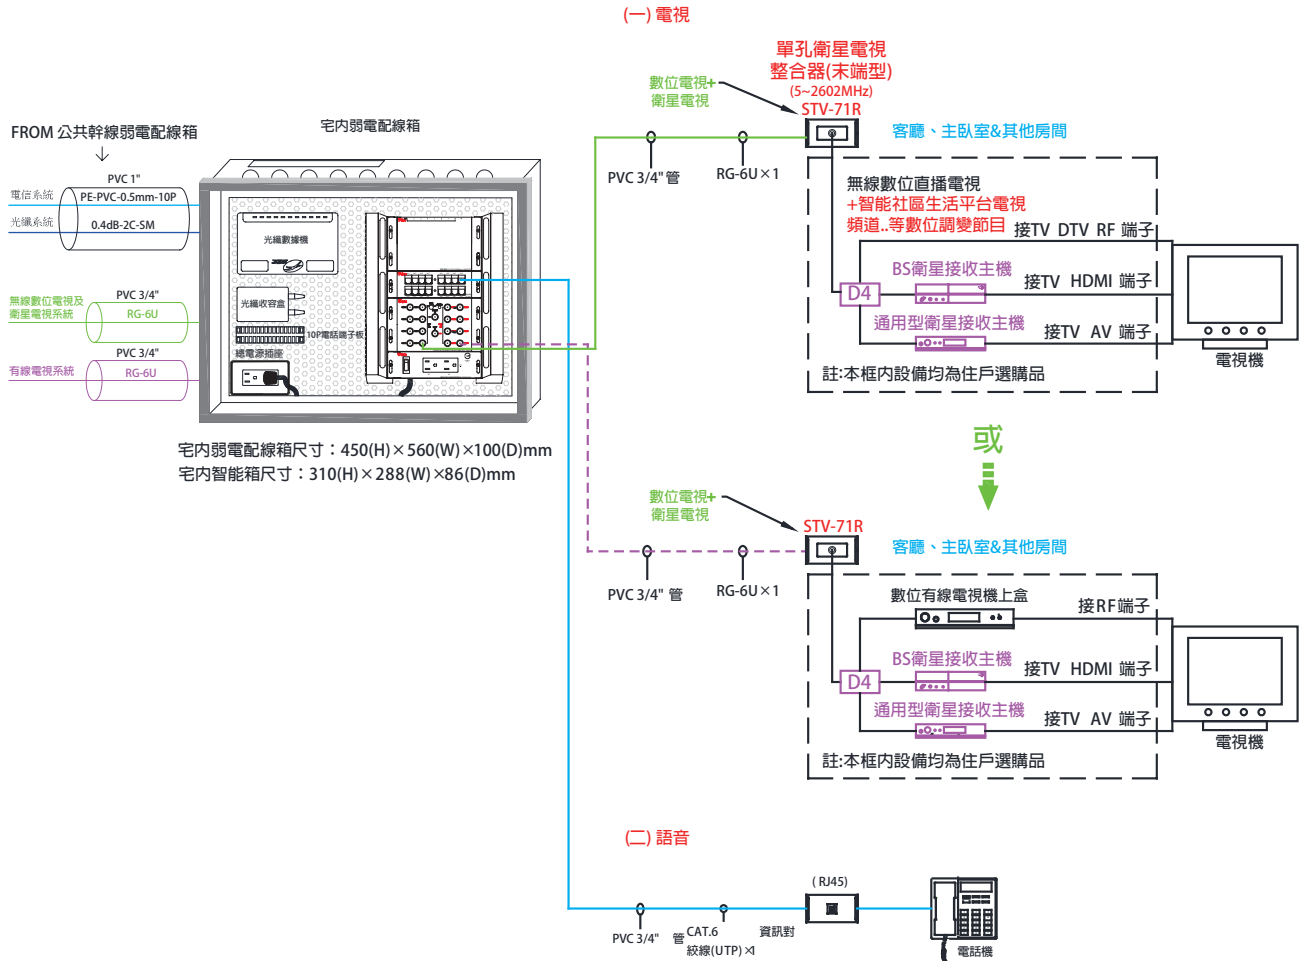 (一) 電視
單孔衛星電視
整合器(末端型)
(5~2602MHz)
STV-71R
數位電視+
衛星電視
客廳、主臥室&其他房間
FROM 公共幹線弱電配線箱
宅內弱電配線箱
PVC 1"
電信系統
PE-PVC-0.5mm-10P
光纖系統
0.4dB-2C-SM
無線數位電視及
衛星電視系統
PVC 3/4"
RG-6U
有線電視系統
PVC 3/4"
RG-6U
光纖數據機
光纖收容盒
10P電話端子板
總電源插座
PVC 3/4" 管
RG-6U×1
無線數位直播電視
+智能社區生活平台電視
頻道..等數位調變節目
接TV DTV RF 端子
BS衛星接收主機
接TV HDMI 端子
D4
通用型衛星接收主機
接TV AV 端子
電視機
註:本框內設備均為住戶選購品
宅內弱電配線箱尺寸：450(H)×560(W)×100(D)mm
宅內智能箱尺寸：310(H)×288(W)×86(D)mm
或
數位電視+
衛星電視
STV-71R
客廳、主臥室&其他房間
PVC 3/4" 管
RG-6U×1
數位有線電視機上盒
接RF端子
BS衛星接收主機
接TV HDMI 端子
D4
通用型衛星接收主機
接TV AV 端子
電視機
註:本框內設備均為住戶選購品
(二) 語音
(RJ45)
PVC 3/4" 管
CAT.6 資訊對
絞線(UTP)×1
電話機